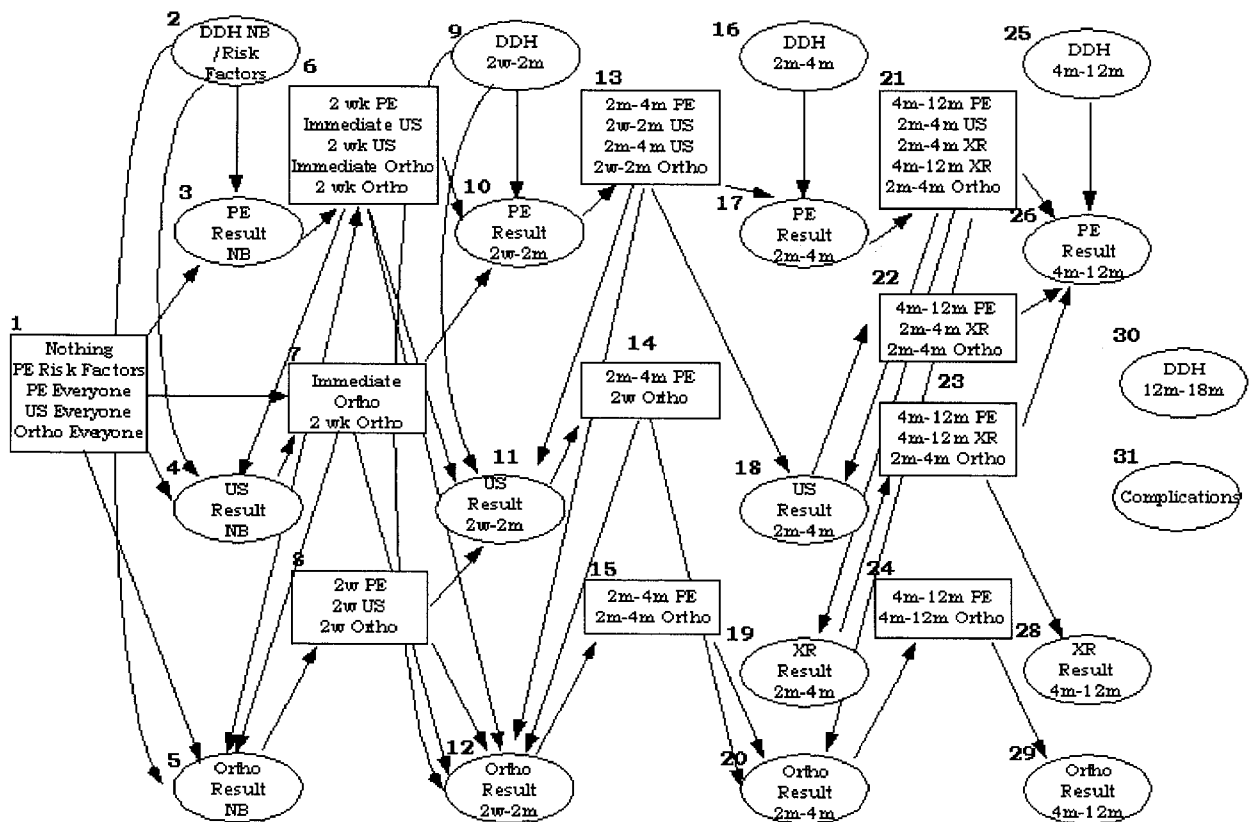 2
DDH NB
/Risk
Factors
3
PE
Result
NB
1
Nothing
PE Risk Factors
PE Everyone
US Everyone
Ortho Everyone
4
US
Result
NB
5
Ortho
Result
NB
6
2 wk PE
Immediate US
2 wk US
Immediate Ortho
2 wk Ortho
7
Immediate
Ortho
2 wk Ortho
8
2w PE
2w US
2w Ortho
9
DDH
2w-2m
10
PE
Result
2w-2m
11
US
Result
2w-2m
12
Ortho
Result
2w-2m
13
2m-4m PE
2w-2m US
2m-4m US
2w-2m Ortho
14
2m-4m PE
2w Ortho
15
2m-4m PE
2m-4m Ortho
16
DDH
2m-4m
17
PE
Result
2m-4m
18
US
Result
2m-4m
19
XR
Result
2m-4m
20
Ortho
Result
2m-4m
21
4m-12m PE
2m-4m US
2m-4m XR
4m-12m XR
2m-4m Ortho
22
4m-12m PE
2m-4m XR
2m-4m Ortho
23
4m-12m PE
4m-12m XR
2m-4m Ortho
24
4m-12m PE
4m-12m Ortho
25
DDH
4m-12m
26
PE
Result
4m-12m
28
XR
Result
4m-12m
29
Ortho
Result
4m-12m
30
DDH
12m-18m
31
Complications